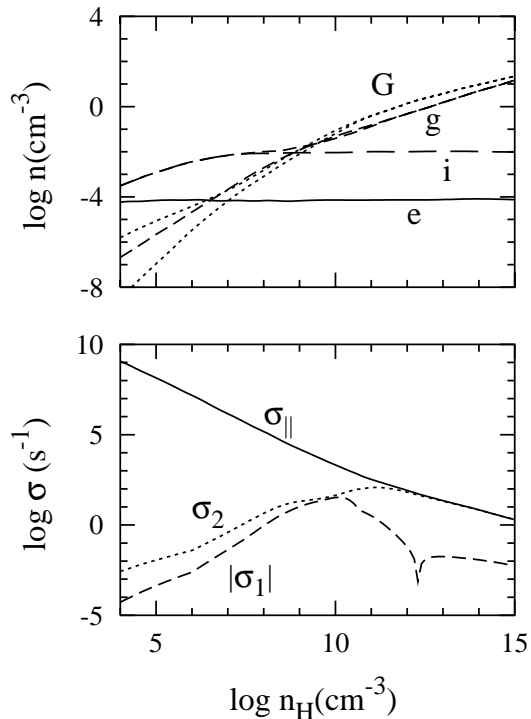 4
0
-4
-8
log n(cm⁻³)
G
g
i
e
10
5
0
-5
log σ (s⁻¹)
σ||
σ₂
|σ₁|
5
10
15
log n_H(cm⁻³)